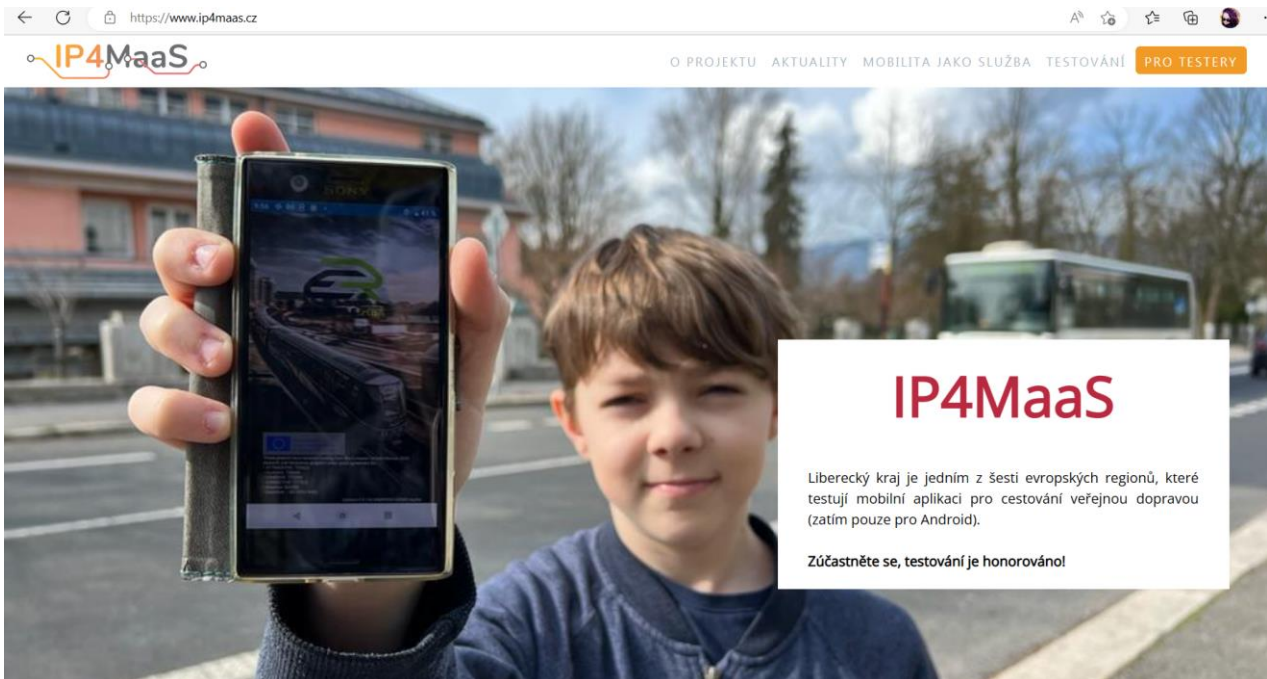 https://www.ip4maas.cz
IP4MaaS
O PROJEKTU AKTUALITY MOBILITA JAKO SLUŽBA TESTOVÁNÍ PRO TESTERY
SONY
IP4MaaS
Liberecký kraj je jedním z šesti evropských regionů, které
testují mobilní aplikaci pro cestování veřejnou dopravou
(zatím pouze pro Android).
Zúčastněte se, testování je honorováno!